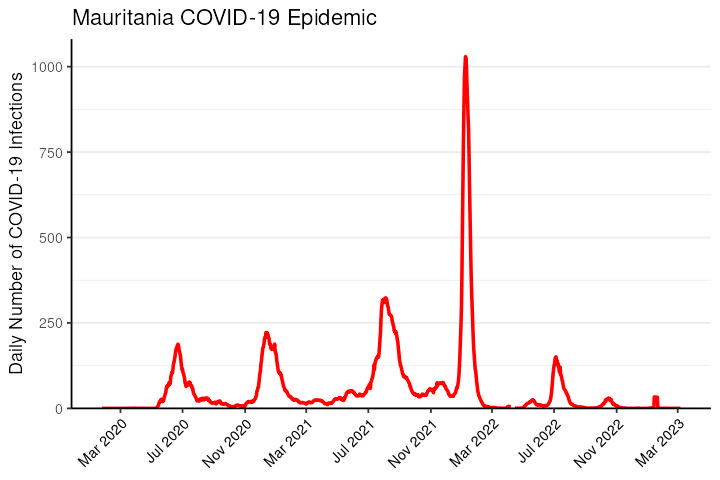 Mauritania COVID-19 Epidemic
Daily Number of COVID-19 Infections
1000
750
500
250
0
Mar 2020
Jul 2020
Nov 2020
Mar 2021
Jul 2021
Nov 2021
Mar 2022
Jul 2022
Nov 2022
Mar 2023